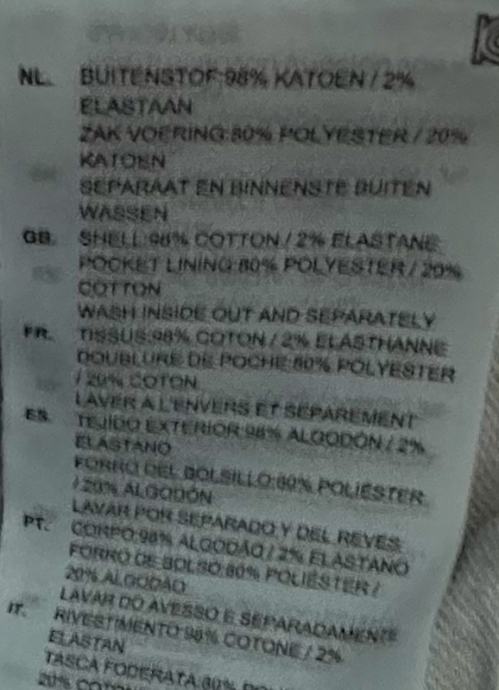 NL. BUITENSTOF:98% KATOEN / 2%
ELASTAAN
ZAK VOERING:80% POLYESTER / 20%
KATOEN
SEPARAAT EN BINNENSTE BUITEN
WASSEN
GB. SHELL:98% COTTON / 2% ELASTANE
POCKET LINING:80% POLYESTER / 20%
COTTON
WASH INSIDE OUT AND SEPARATELY
FR. TISSUS:98% COTON / 2% ELASTHANNE
DOUBLURE DE POCHE:80% POLYESTER
/ 20% COTON
LAVER A L'ENVERS ET SEPAREMENT
ES. TEJIDO EXTERIOR:98% ALGODÓN / 2%
ELASTANO
FORRO DEL BOLSILLO:80% POLIÉSTER
/ 20% ALGODÓN
LAVAR POR SEPARADO Y DEL REVES
PT. CORPO:98% ALGODÃO / 2% ELASTANO
FORRO DE BOLSO:80% POLIÉSTER /
20% ALGODÃO
LAVAR DO AVESSO E SEPARADAMENTE
IT. RIVESTIMENTO:98% COTONE / 2%
ELASTAN
TASCA FODERATA:80%
20%